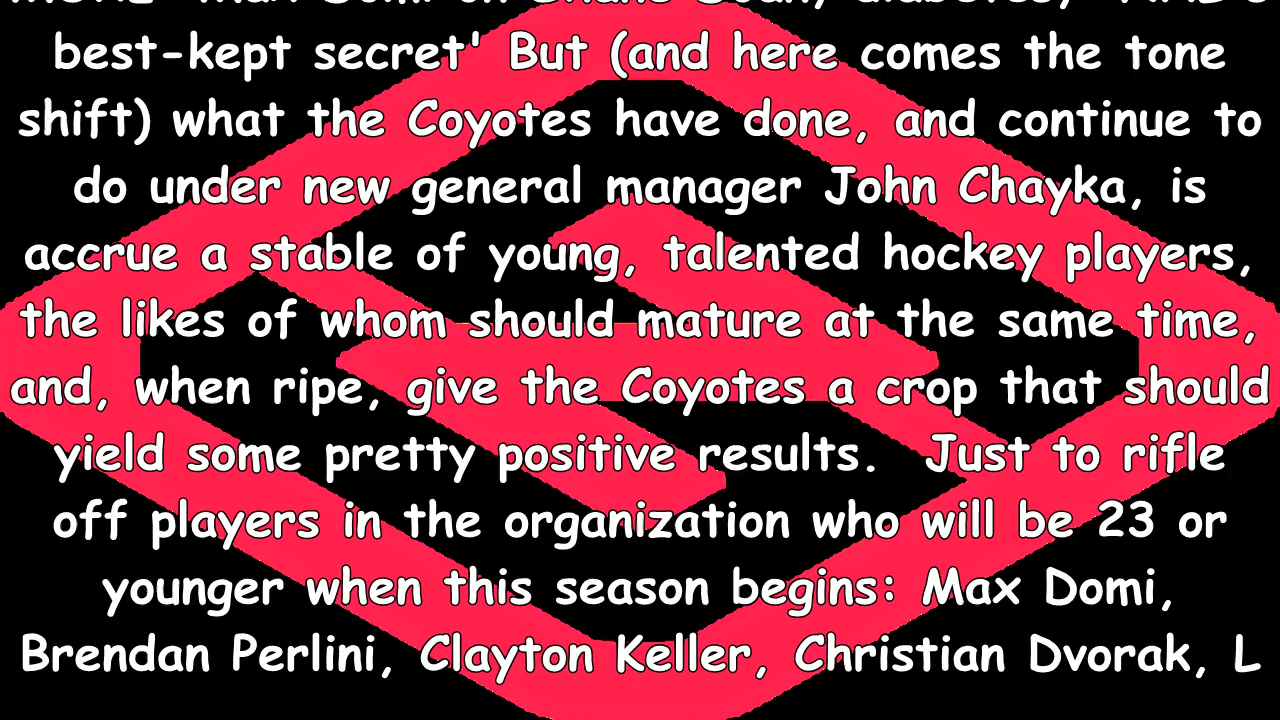 best-kept secret' But (and here comes the tone
shift) what the Coyotes have done, and continue to
do under new general manager John Chayka, is
accrue a stable of young, talented hockey players,
the likes of whom should mature at the same time,
and, when ripe, give the Coyotes a crop that should
yield some pretty positive results.  Just to rifle
off players in the organization who will be 23 or
younger when this season begins: Max Domi,
Brendan Perlini, Clayton Keller, Christian Dvorak, L